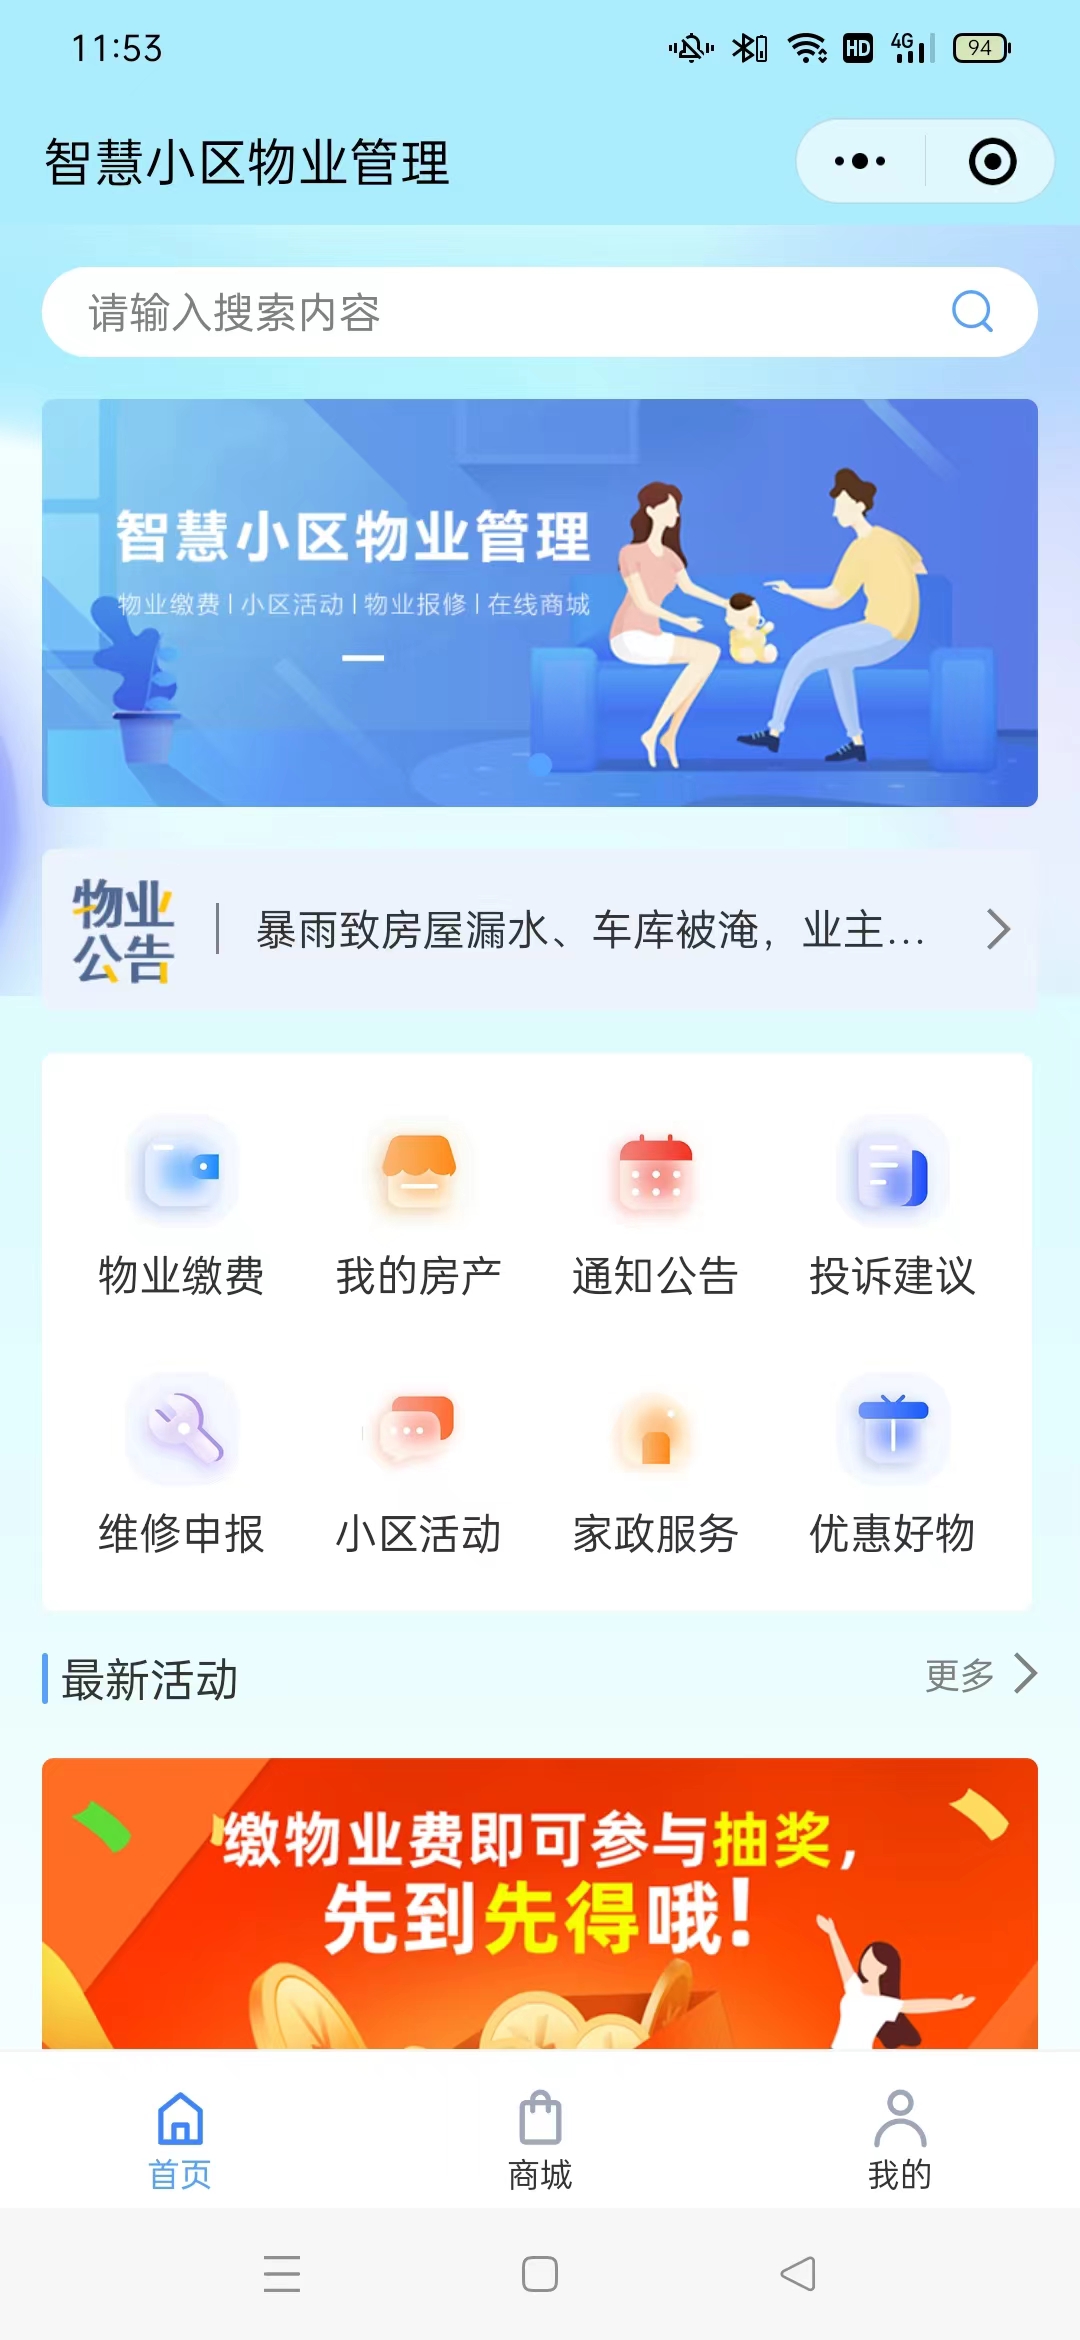 11:53
HD 4G 94
智慧小区物业管理
请输入搜索内容
智慧小区物业管理
物业缴费 | 小区活动 | 物业报修 | 在线商城
物业公告
暴雨致房屋漏水、车库被淹，业主...
物业缴费 我的房产 通知公告 投诉建议
维修申报 小区活动 家政服务 优惠好物
最新活动 更多
缴物业费即可参与抽奖，
先到先得哦！
首页 商城 我的